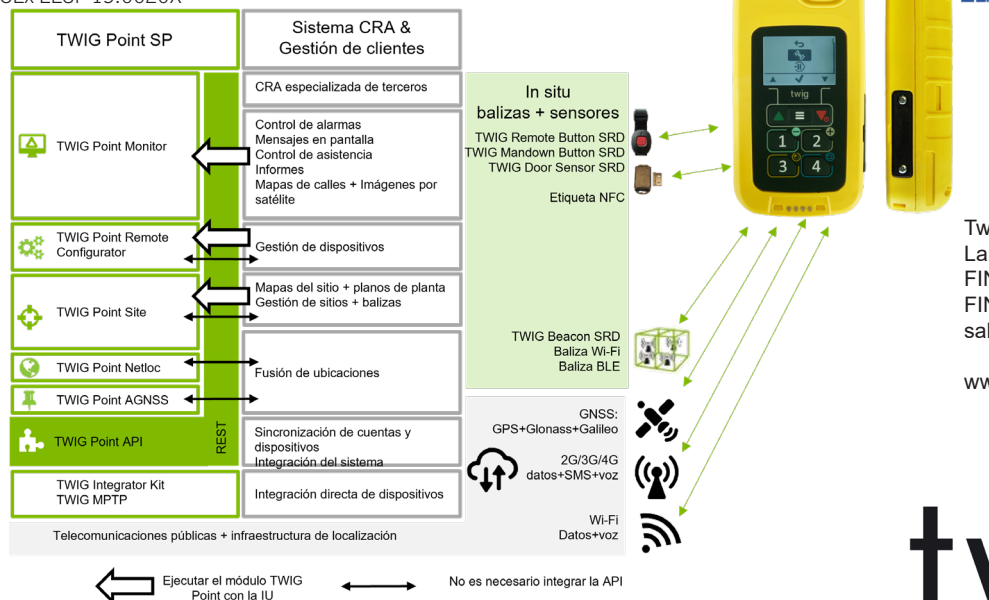 TWIG Point SP
Sistema CRA &
Gestión de clientes
CRA especializada de terceros
TWIG Point Monitor
Control de alarmas
Mensajes en pantalla
Control de asistencia
Informes
Mapas de calles + Imágenes por
satélite
TWIG Point Remote
Configurator
Gestión de dispositivos
TWIG Point Site
Mapas del sitio + planos de planta
Gestión de sitios + balizas
TWIG Point Netloc
Fusión de ubicaciones
TWIG Point AGNSS
TWIG Point API
REST
Sincronización de cuentas y
dispositivos
Integración del sistema
TWIG Integrator Kit
TWIG MPTP
Integración directa de dispositivos
Telecomunicaciones públicas + infraestructura de localización
In situ
balizas + sensores
TWIG Remote Button SRD
TWIG Mandown Button SRD
TWIG Door Sensor SRD
Etiqueta NFC
TWIG Beacon SRD
Baliza Wi-Fi
Baliza BLE
GNSS:
GPS+Glonass+Galileo
2G/3G/4G
datos+SMS+voz
Wi-Fi
Datos+voz
Ejecutar el módulo TWIG
Point con la IU
No es necesario integrar la API
twig
1 2
3 4
Tw
La
FIN
FIN
sal
ww
tw